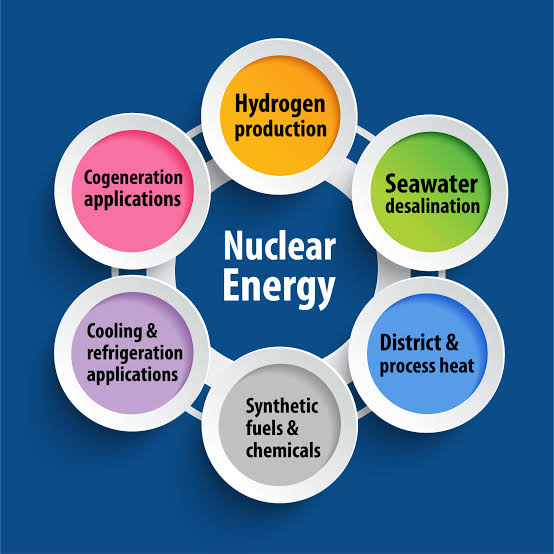 Hydrogen
production
Seawater
desalination
District &
process heat
Synthetic
fuels &
chemicals
Cooling &
refrigeration
applications
Cogeneration
applications
Nuclear
Energy